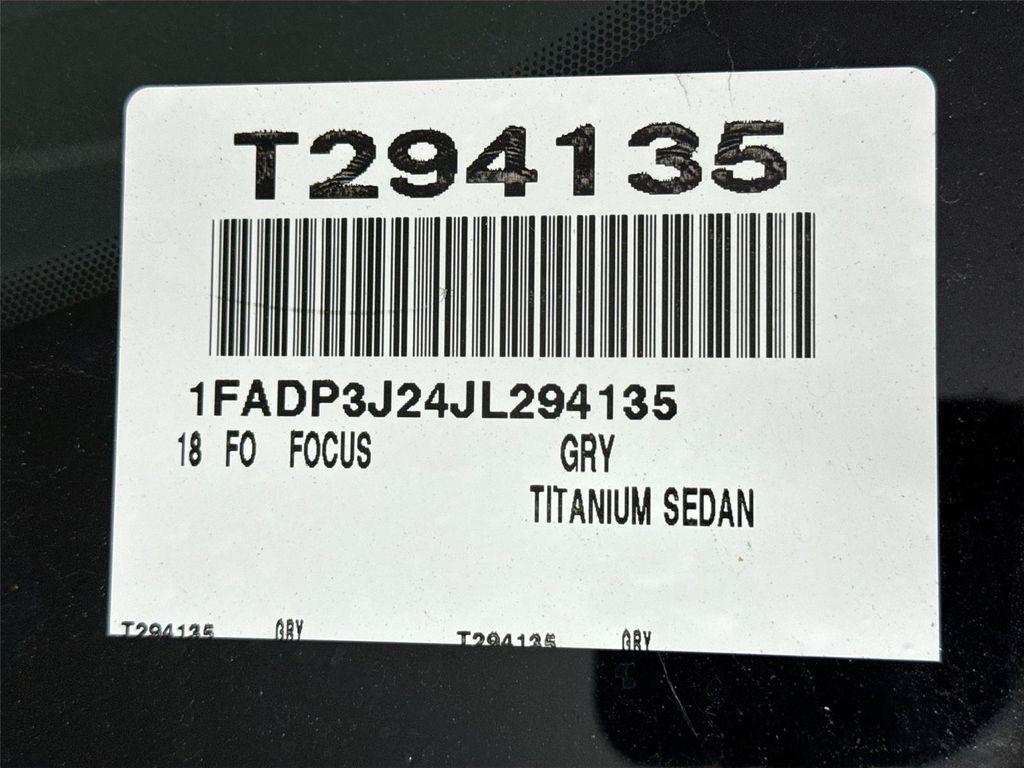 T294135
1FADP3J24JL294135
18 FO FOCUS GRY
TITANIUM SEDAN
T294135 GRY T294135 GRY